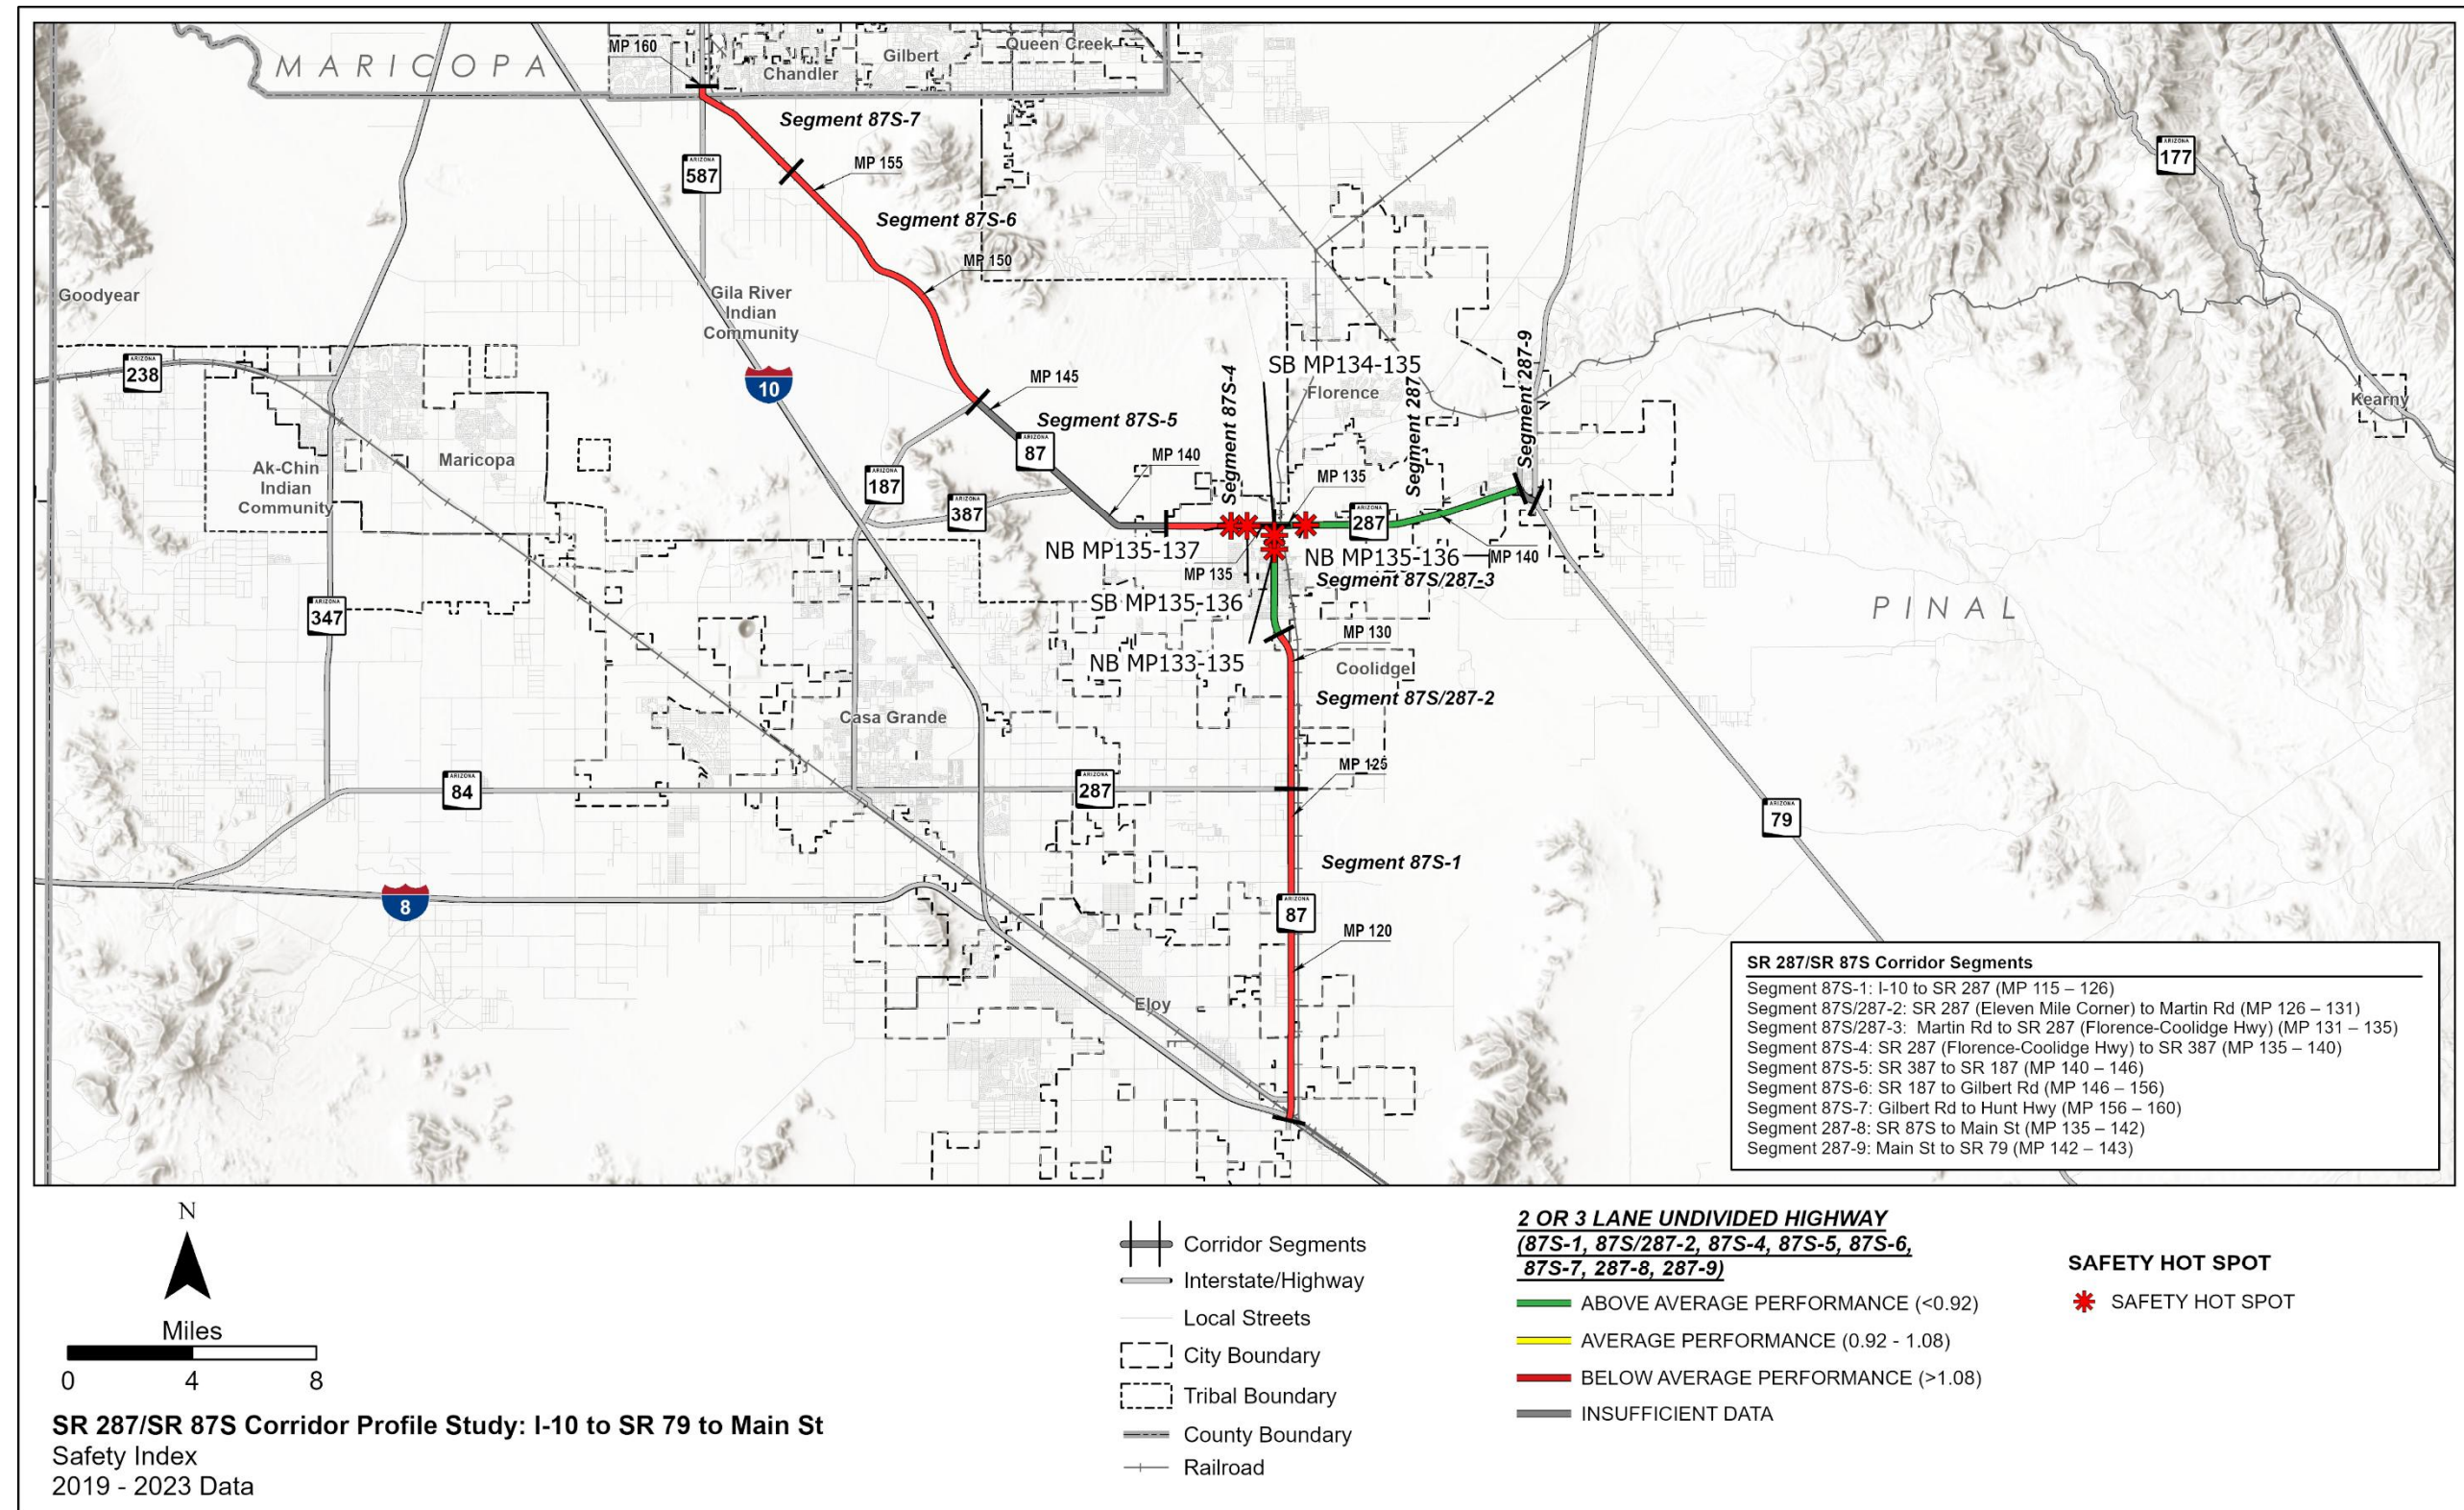 MARICOPA
MP 160
Chandler
Gilbert
Queen Creek
Segment 87S-7
ARIZONA
587
MP 155
ARIZONA
177
Segment 87S-6
MP 150
Goodyear
Gila River
Indian
Community
ARIZONA
238
10
MP 145
Segment 87S-4
SB MP134-135
Florence
Segment 287
Segment 287-9
Kearny
Segment 87S-5
ARIZONA
87
MP 140
Ak-Chin
Indian
Community
Maricopa
ARIZONA
187
ARIZONA
387
MP 135
ARIZONA
287
NB MP135-137
MP 135
NB MP135-136
MP 140
Segment 87S/287-3
SB MP135-136
ARIZONA
347
PINAL
MP 130
NB MP133-135
Coolidge
Segment 87S/287-2
Casa Grande
MP 125
ARIZONA
84
ARIZONA
287
ARIZONA
79
Segment 87S-1
8
ARIZONA
87
MP 120
Eloy
SR 287/SR 87S Corridor Segments
Segment 87S-1: I-10 to SR 287 (MP 115 – 126)
Segment 87S/287-2: SR 287 (Eleven Mile Corner) to Martin Rd (MP 126 – 131)
Segment 87S/287-3: Martin Rd to SR 287 (Florence-Coolidge Hwy) (MP 131 – 135)
Segment 87S-4: SR 287 (Florence-Coolidge Hwy) to SR 387 (MP 135 – 140)
Segment 87S-5: SR 387 to SR 187 (MP 140 – 146)
Segment 87S-6: SR 187 to Gilbert Rd (MP 146 – 156)
Segment 87S-7: Gilbert Rd to Hunt Hwy (MP 156 – 160)
Segment 287-8: SR 87S to Main St (MP 135 – 142)
Segment 287-9: Main St to SR 79 (MP 142 – 143)
N
Miles
0 4 8
SR 287/SR 87S Corridor Profile Study: I-10 to SR 79 to Main St
Safety Index
2019 - 2023 Data
Corridor Segments
Interstate/Highway
Local Streets
City Boundary
Tribal Boundary
County Boundary
Railroad
2 OR 3 LANE UNDIVIDED HIGHWAY
(87S-1, 87S/287-2, 87S-4, 87S-5, 87S-6,
87S-7, 287-8, 287-9)
ABOVE AVERAGE PERFORMANCE (<0.92)
AVERAGE PERFORMANCE (0.92 - 1.08)
BELOW AVERAGE PERFORMANCE (>1.08)
INSUFFICIENT DATA
SAFETY HOT SPOT
SAFETY HOT SPOT